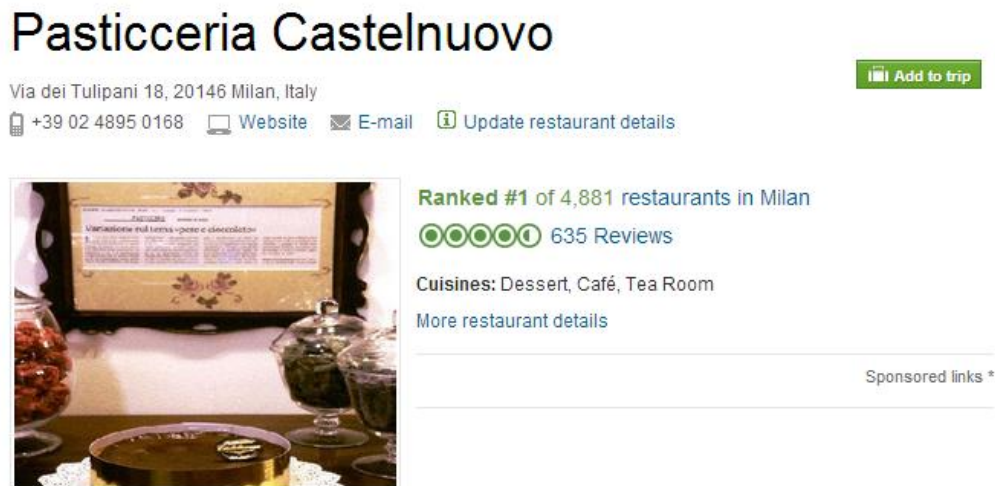 Pasticceria Castelnuovo
Add to trip
Via dei Tulipani 18, 20146 Milan, Italy
+39 02 4895 0168 Website E-mail Update restaurant details
Ranked #1 of 4,881 restaurants in Milan
635 Reviews
Cuisines: Dessert, Café, Tea Room
More restaurant details
Sponsored links *
Variazione sul tema «pere e cioccolato»